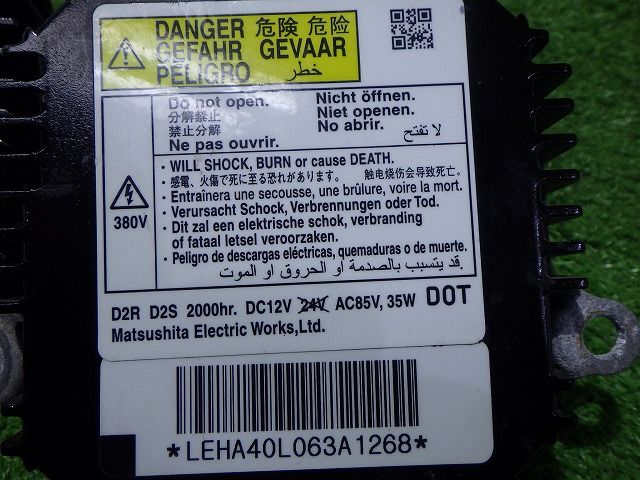 DANGER 危険 危险
GEFAHR GEVAAR
PELIGRO خطر
Do not open. Nicht öffnen.
分解禁止 Niet openen.
禁止分解 No abrir.
Ne pas ouvrir. لا تفتح
380V
· WILL SHOCK, BURN or cause DEATH.
· 感電、火傷で死に至る恐れがあります。 触电烧伤会导致死亡。
· Entraînera une secousse, une brûlure, voire la mort.
· Verursacht Schock, Verbrennungen oder Tod.
· Dit zal een elektrische schok, verbranding
of fataal letsel veroorzaken.
· Peligro de descargas eléctricas, quemaduras o de muerte.
قد يتسبب بالصدمة او الحروق او الموت.
D2R D2S 2000hr. DC12V 24V AC85V, 35W DOT
Matsushita Electric Works,Ltd.
*LEHA40L063A1268*